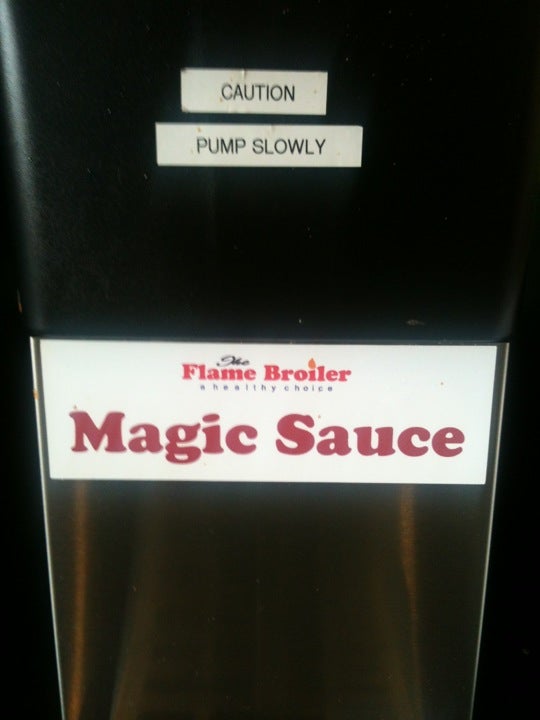 CAUTION
PUMP SLOWLY
The
Flame Broiler
a healthy choice
Magic Sauce